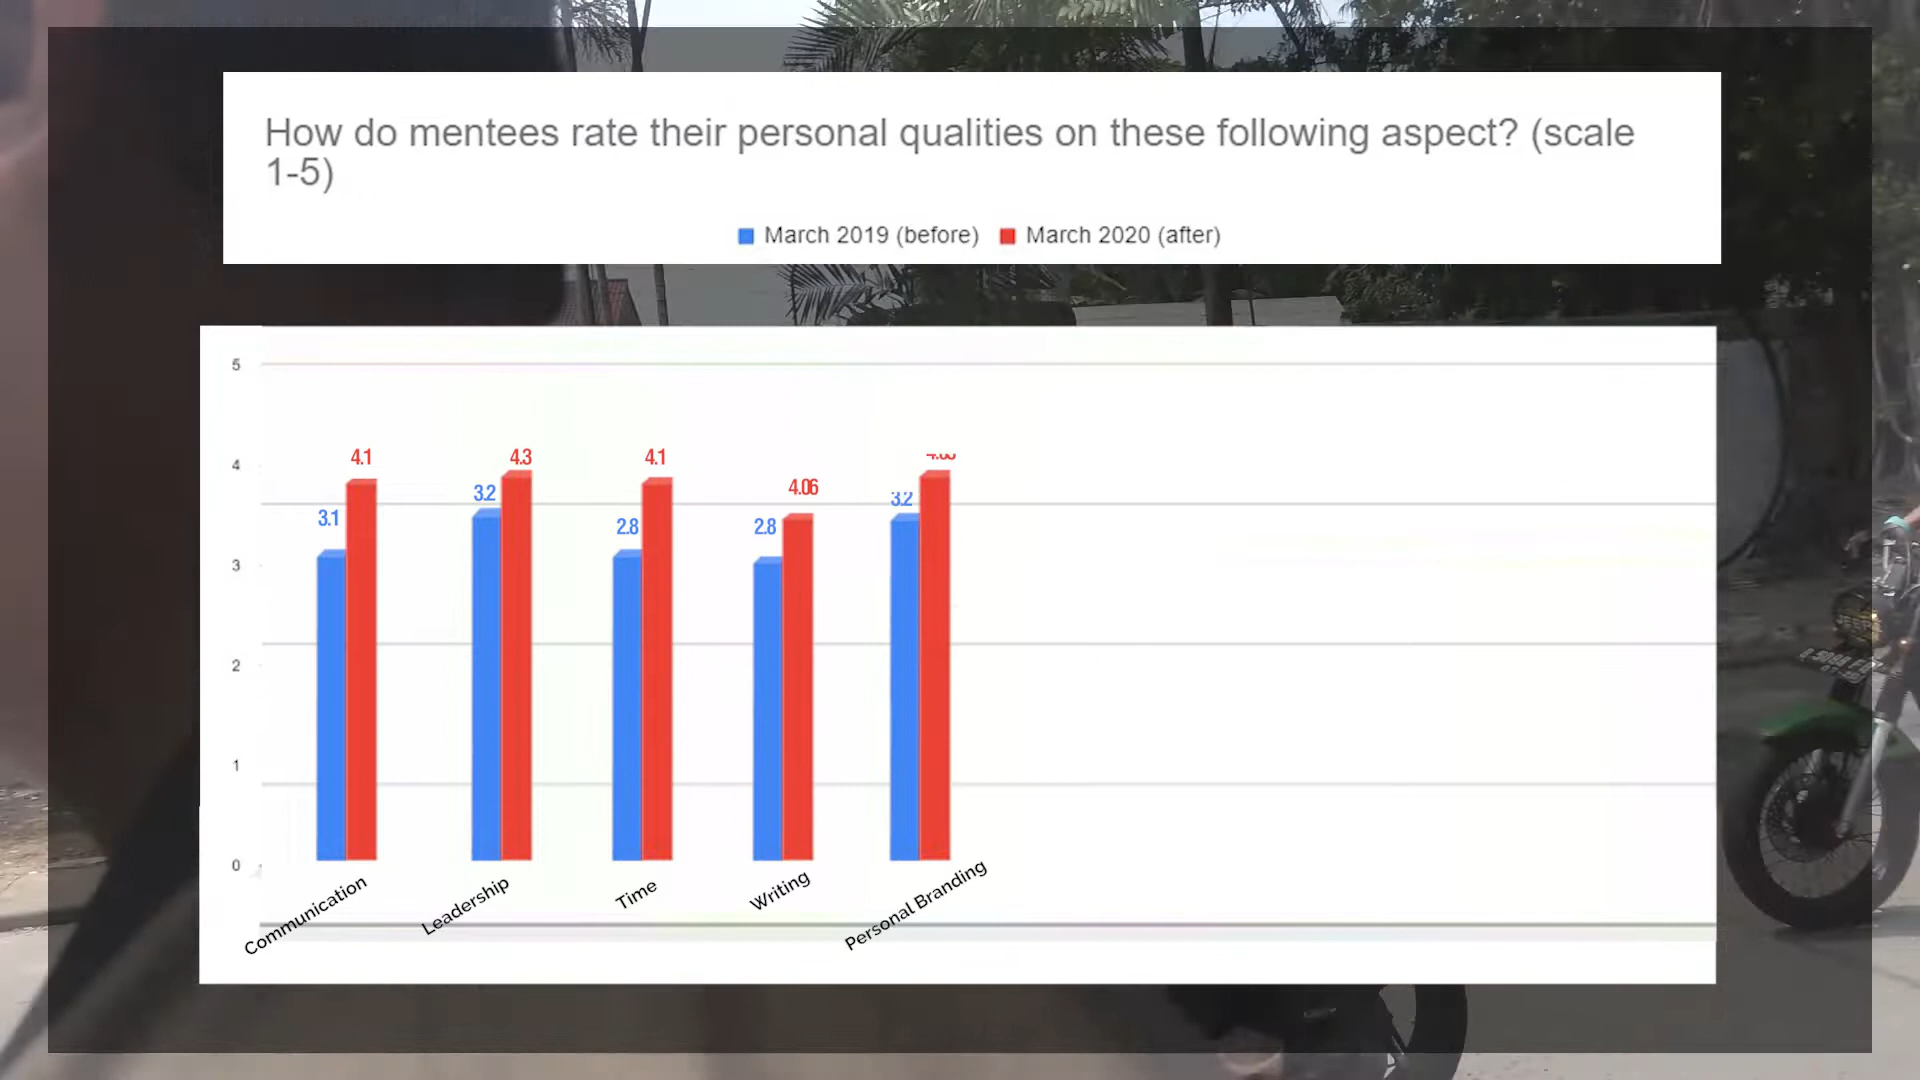 How do mentees rate their personal qualities on these following aspect? (scale
1-5)
March 2019 (before) March 2020 (after)
5
4
3
2
1
0
3.1 4.1
3.2 4.3
2.8 4.1
2.8 4.06
3.2
Communication
Leadership
Time
Writing
Personal Branding